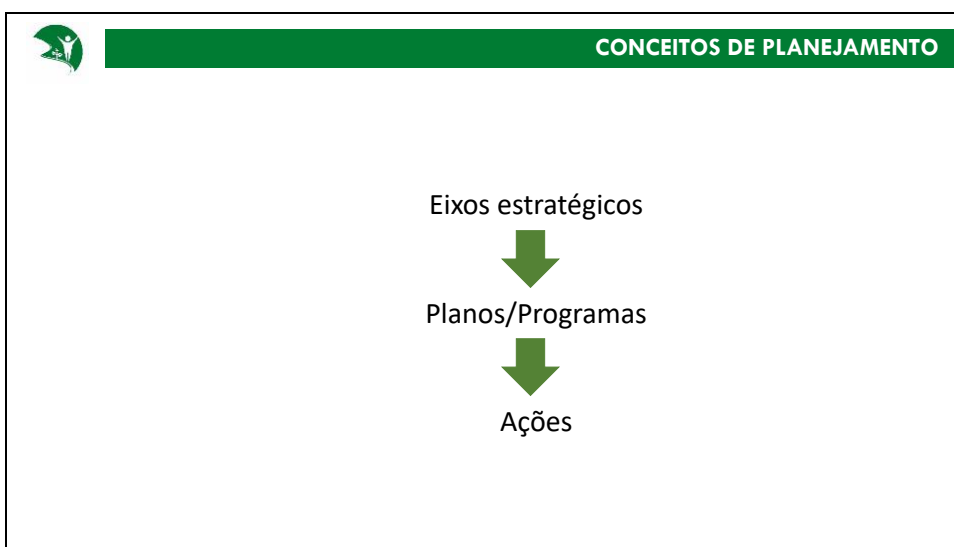 CONCEITOS DE PLANEJAMENTO
Eixos estratégicos
Planos/Programas
Ações